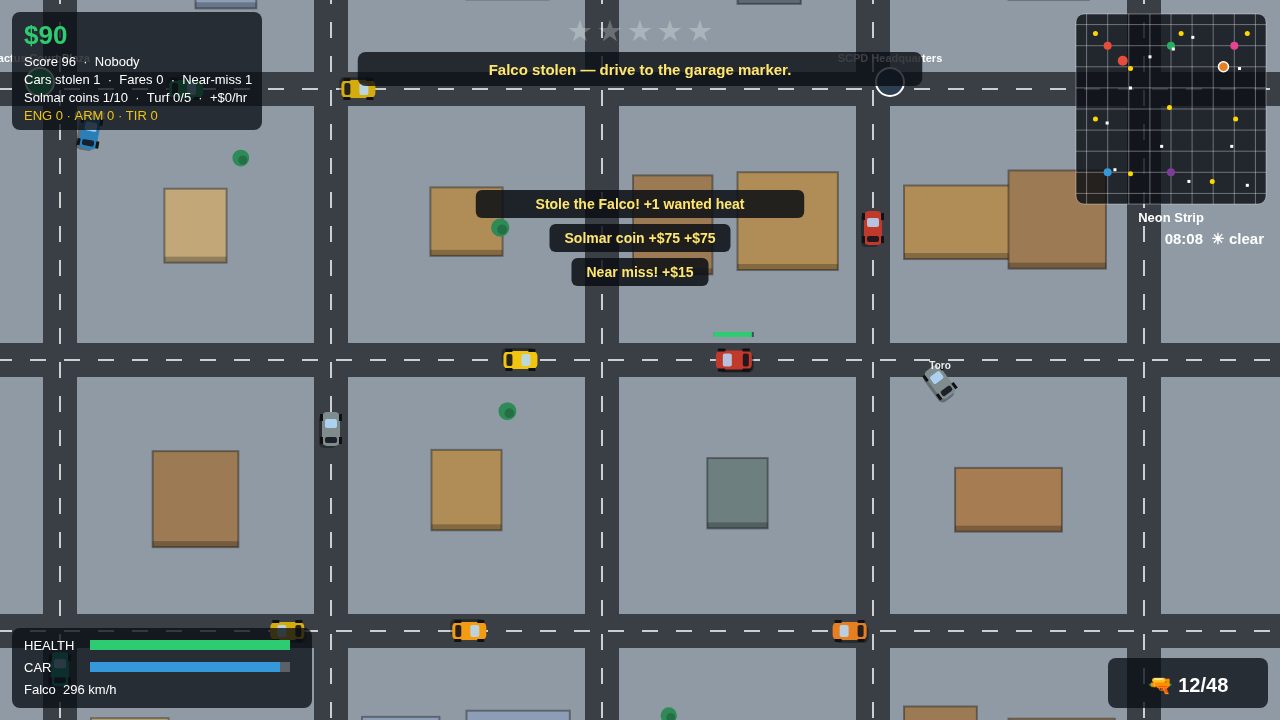 $90
Score 96 · Nobody
Cars stolen 1 · Fares 0 · Near-miss 1
Solmar coins 1/10 · Turf 0/5 · +$0/hr
ENG 0 · ARM 0 · TIR 0
SCPD Headquarters
Falco stolen — drive to the garage marker.
Stole the Falco! +1 wanted heat
Solmar coin +$75 +$75
Near miss! +$15
Neon Strip
08:08 ☀ clear
Toro
HEALTH
CAR
Falco 296 km/h
12/48